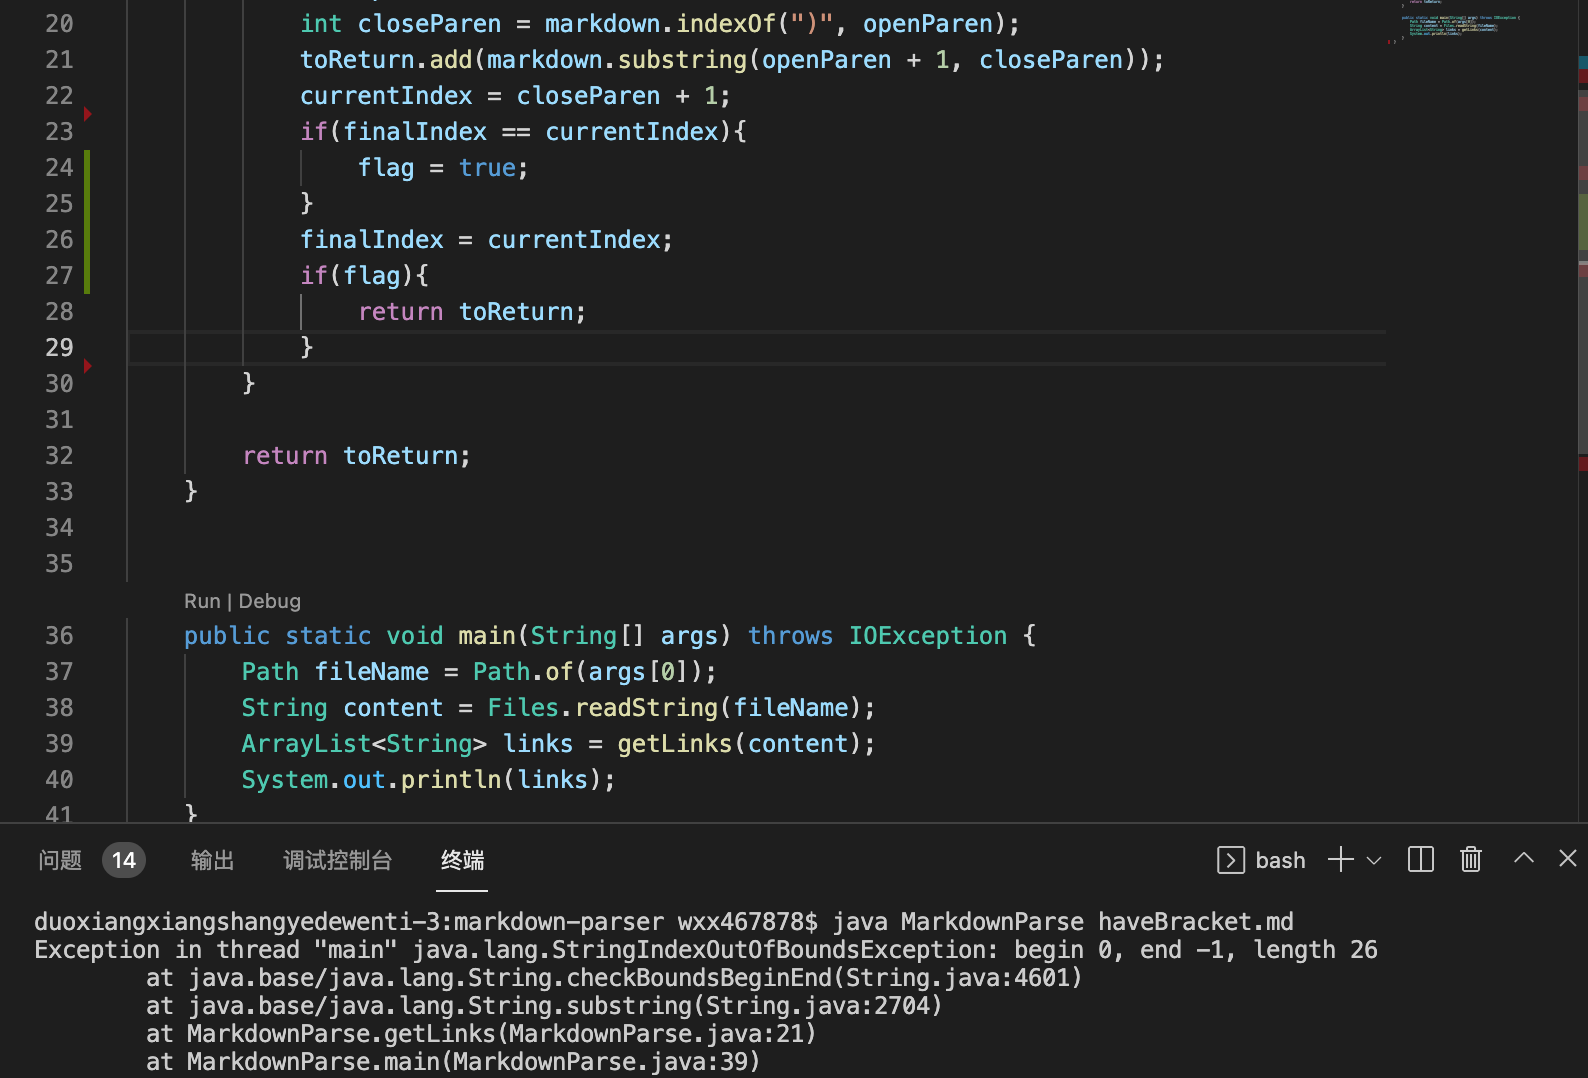 20 int closeParen = markdown.indexOf(")", openParen);
21 toReturn.add(markdown.substring(openParen + 1, closeParen));
22 currentIndex = closeParen + 1;
23 if(finalIndex == currentIndex){
24 flag = true;
25 }
26 finalIndex = currentIndex;
27 if(flag){
28 return toReturn;
29 }
30 }
31
32 return toReturn;
33 }
34
35
Run | Debug
36 public static void main(String[] args) throws IOException {
37 Path fileName = Path.of(args[0]);
38 String content = Files.readString(fileName);
39 ArrayList<String> links = getLinks(content);
40 System.out.println(links);
41 }
问题 14 输出 调试控制台 终端 bash
duoxiangxiangshangyedewenti-3:markdown-parser wxx467878$ java MarkdownParse haveBracket.md
Exception in thread "main" java.lang.StringIndexOutOfBoundsException: begin 0, end -1, length 26
at java.base/java.lang.String.checkBoundsBeginEnd(String.java:4601)
at java.base/java.lang.String.substring(String.java:2704)
at MarkdownParse.getLinks(MarkdownParse.java:21)
at MarkdownParse.main(MarkdownParse.java:39)